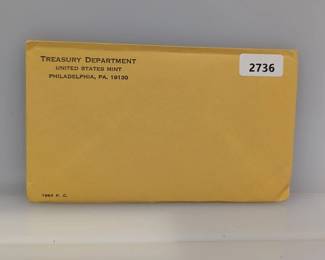 TREASURY DEPARTMENT
UNITED STATES MINT
PHILADELPHIA, PA. 19130
2736
P. C.